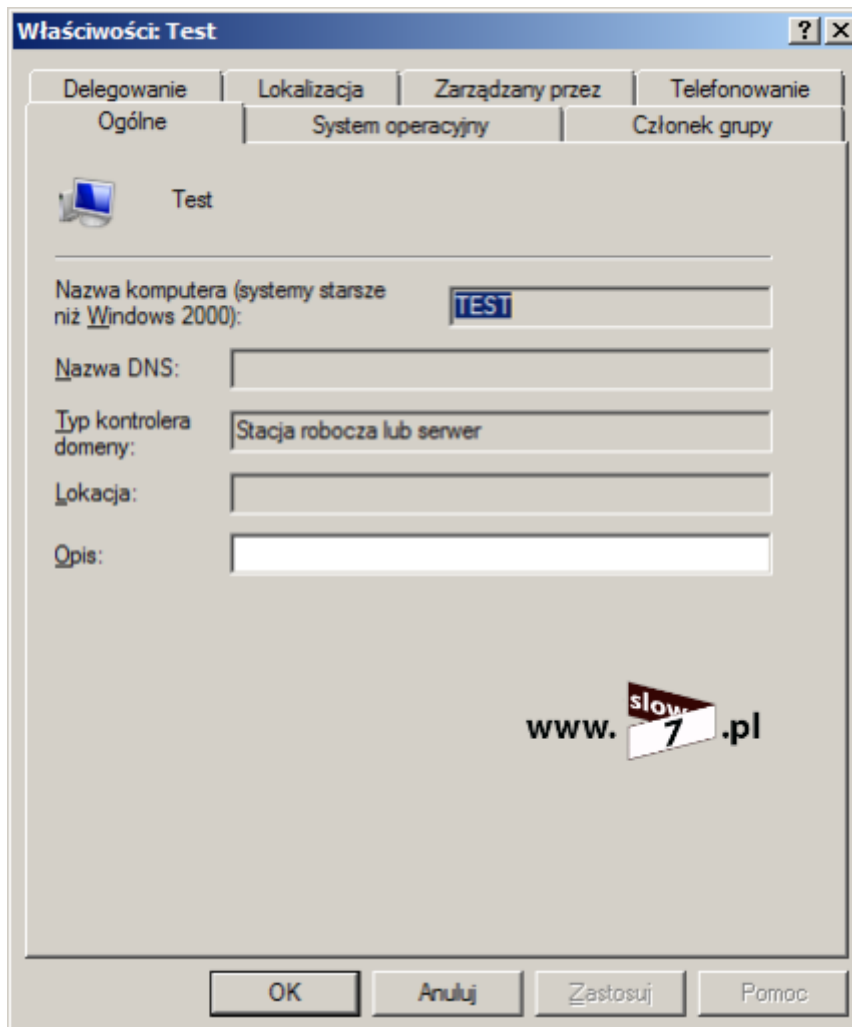 Właściwości: Test
Delegowanie Lokalizacja Zarządzany przez Telefonowanie
Ogólne System operacyjny Członek grupy
Test
Nazwa komputera (systemy starsze
niż Windows 2000):
TEST
Nazwa DNS:
Typ kontrolera
domeny:
Stacja robocza lub serwer
Lokacja:
Opis:
www.slow7.pl
OK Anuluj Zastosuj Pomoc